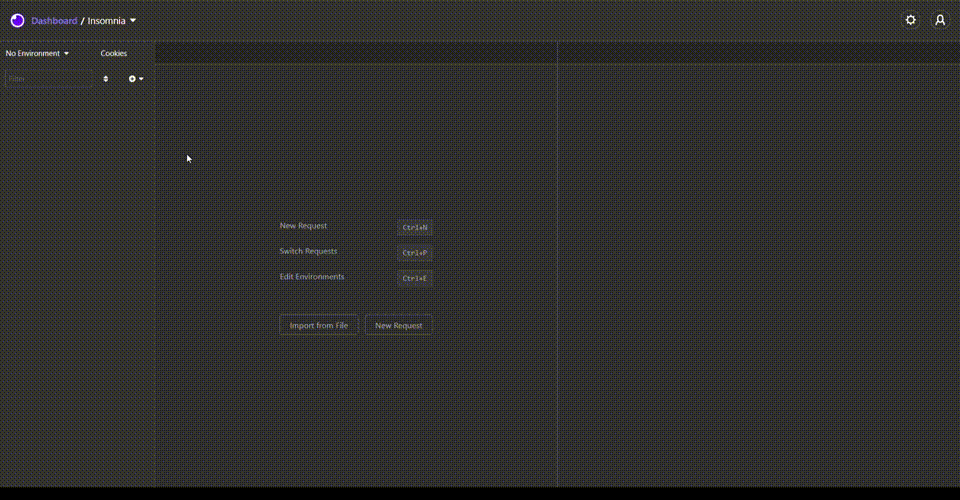 Dashboard / Insomnia
No Environment
Cookies
Filter
New Request Ctrl+N
Switch Requests Ctrl+P
Edit Environments Ctrl+E
Import from File
New Request